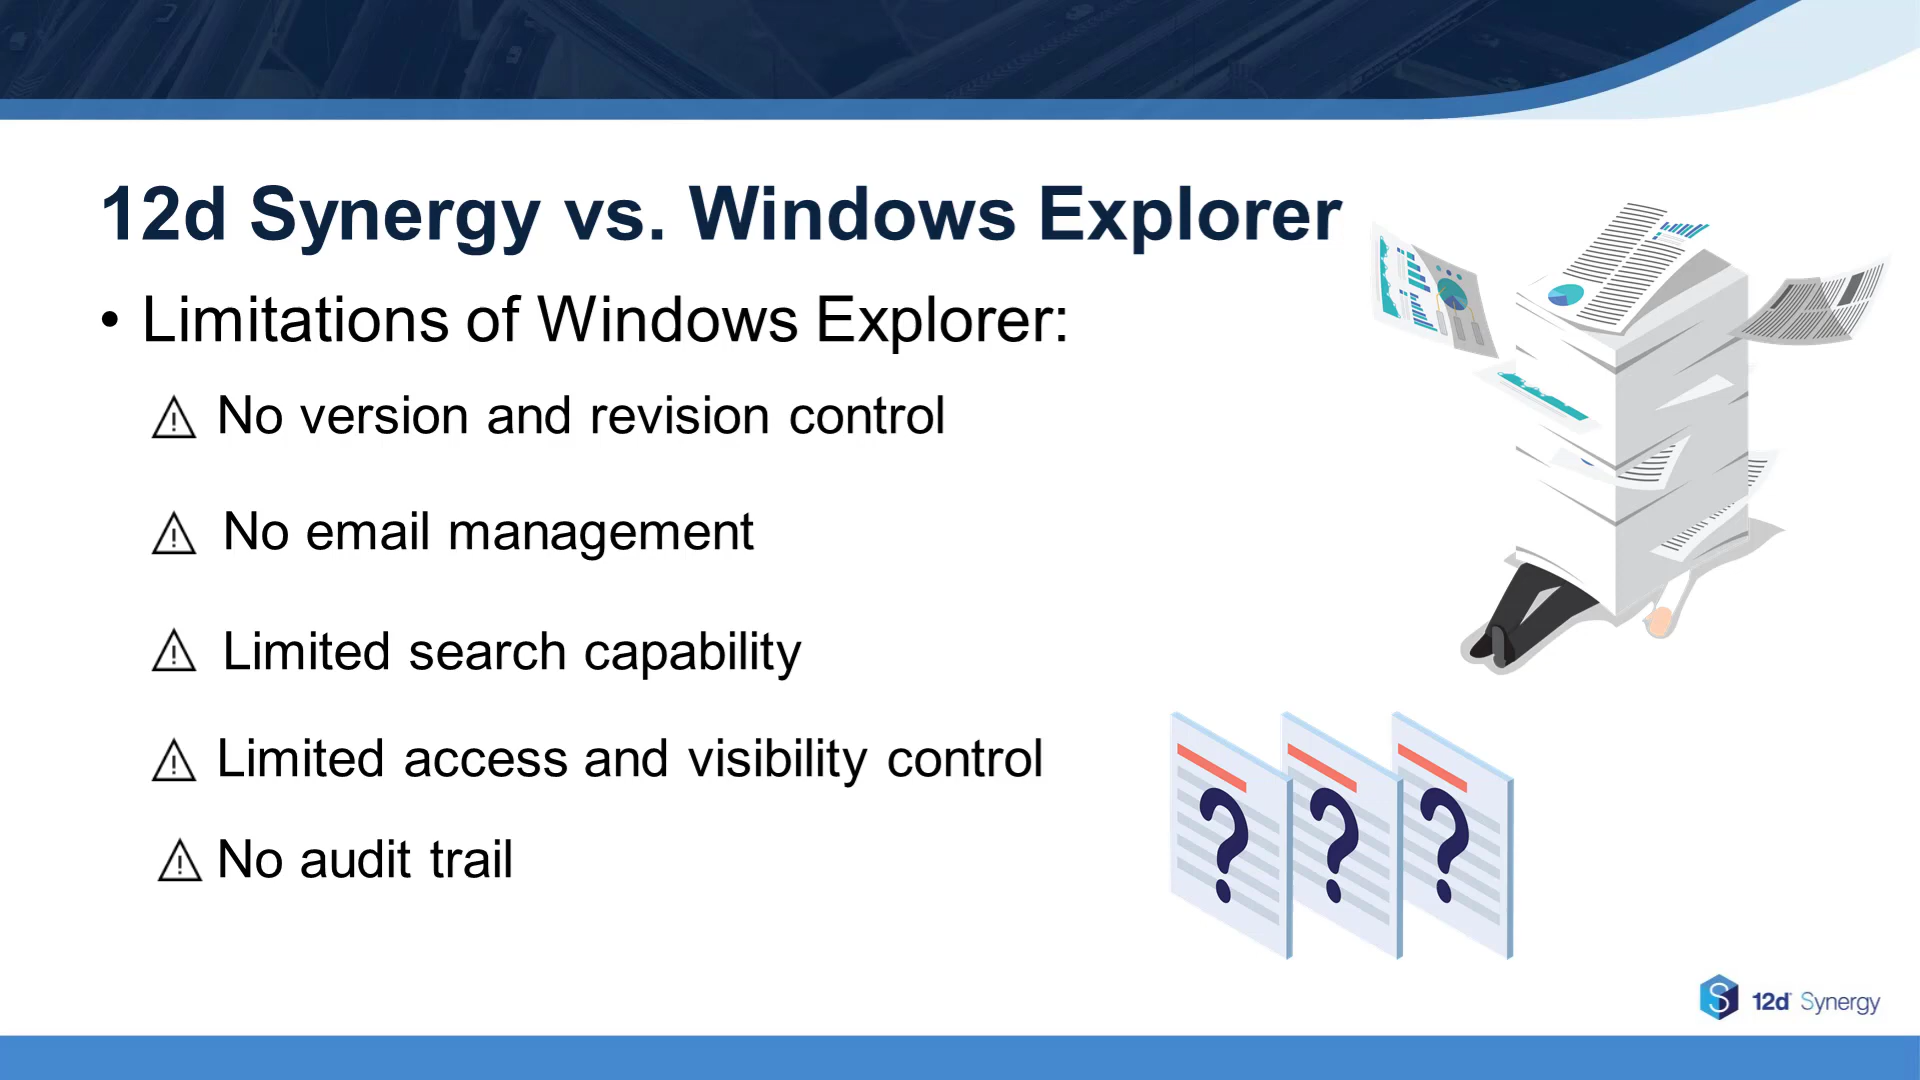 12d Synergy vs. Windows Explorer
• Limitations of Windows Explorer:
No version and revision control
No email management
Limited search capability
Limited access and visibility control
No audit trail
? ? ?
12d Synergy